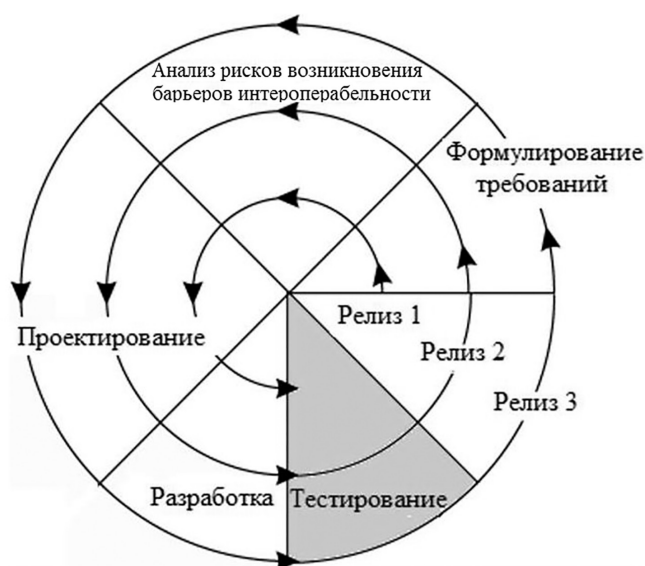 Анализ рисков возникновения
барьеров интероперабельности
Формулирование
требований
Релиз 1
Проектирование
Релиз 2
Релиз 3
Разработка
Тестирование